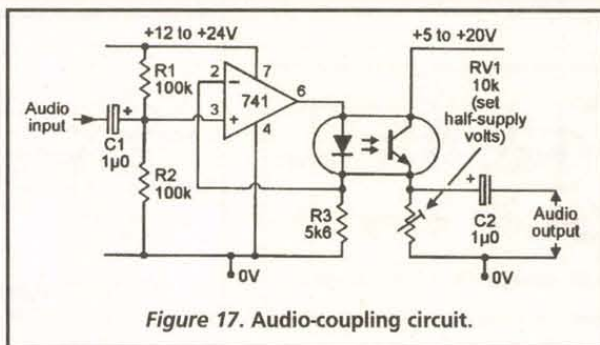 +12 to +24V
+5 to +20V
R1
100k
2
7
6
741
3
+
4
RV1
10k
(set
half-supply
volts)
Audio
input
+
C1
1µ0
R2
100k
R3
5k6
+
C2
1µ0
Audio
output
0V
0V
Figure 17. Audio-coupling circuit.